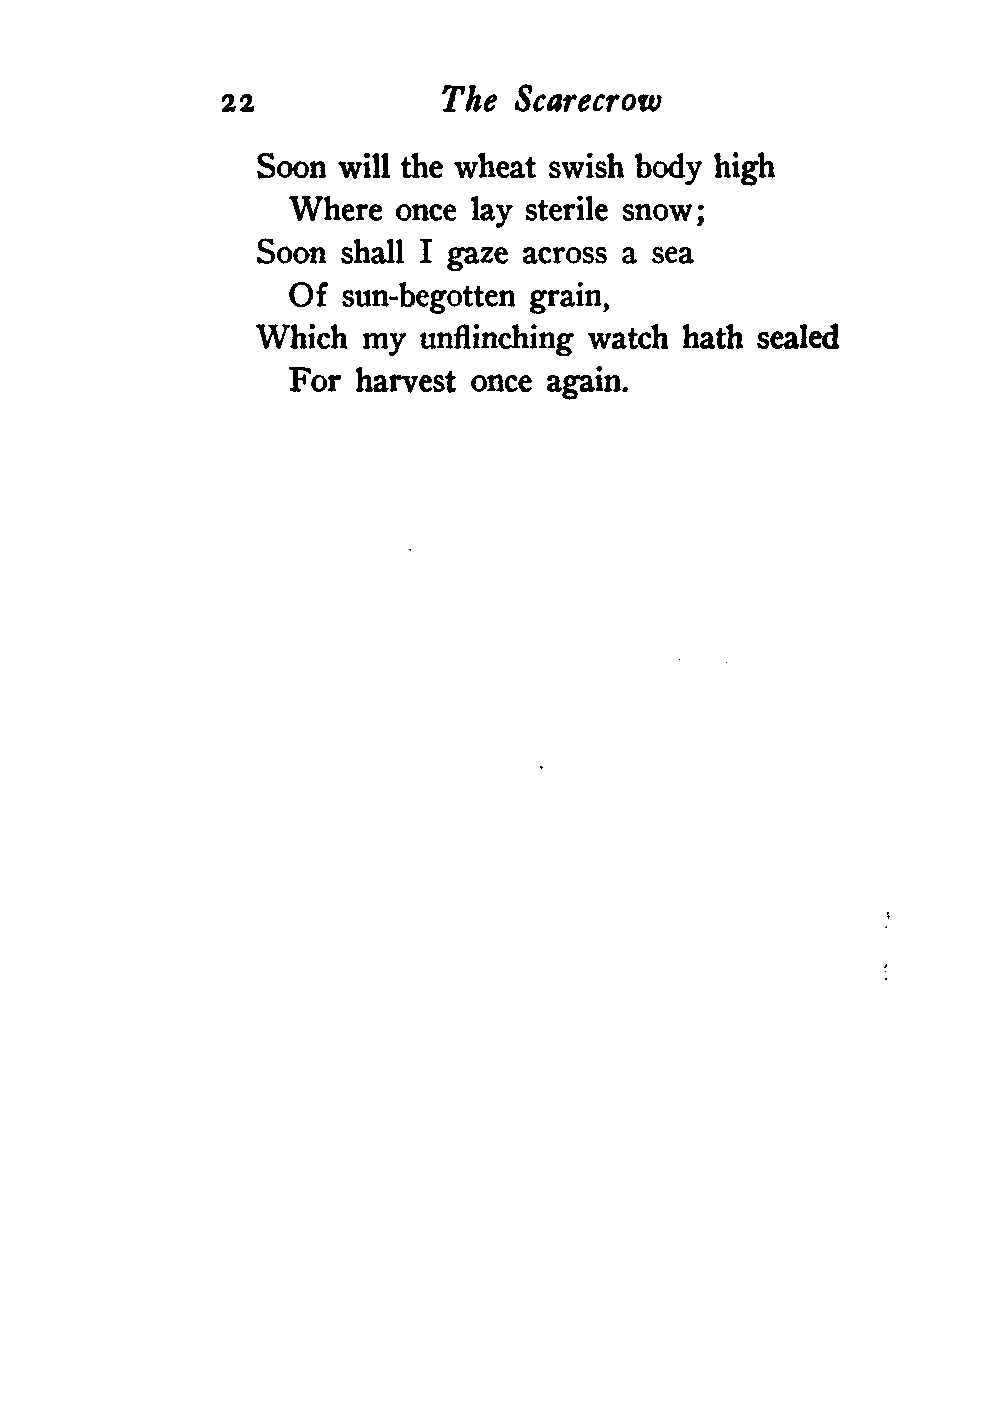 22 The Scarecrow
Soon will the wheat swish body high
Where once lay sterile snow;
Soon shall I gaze across a sea
Of sun-begotten grain,
Which my unflinching watch hath sealed
For harvest once again.